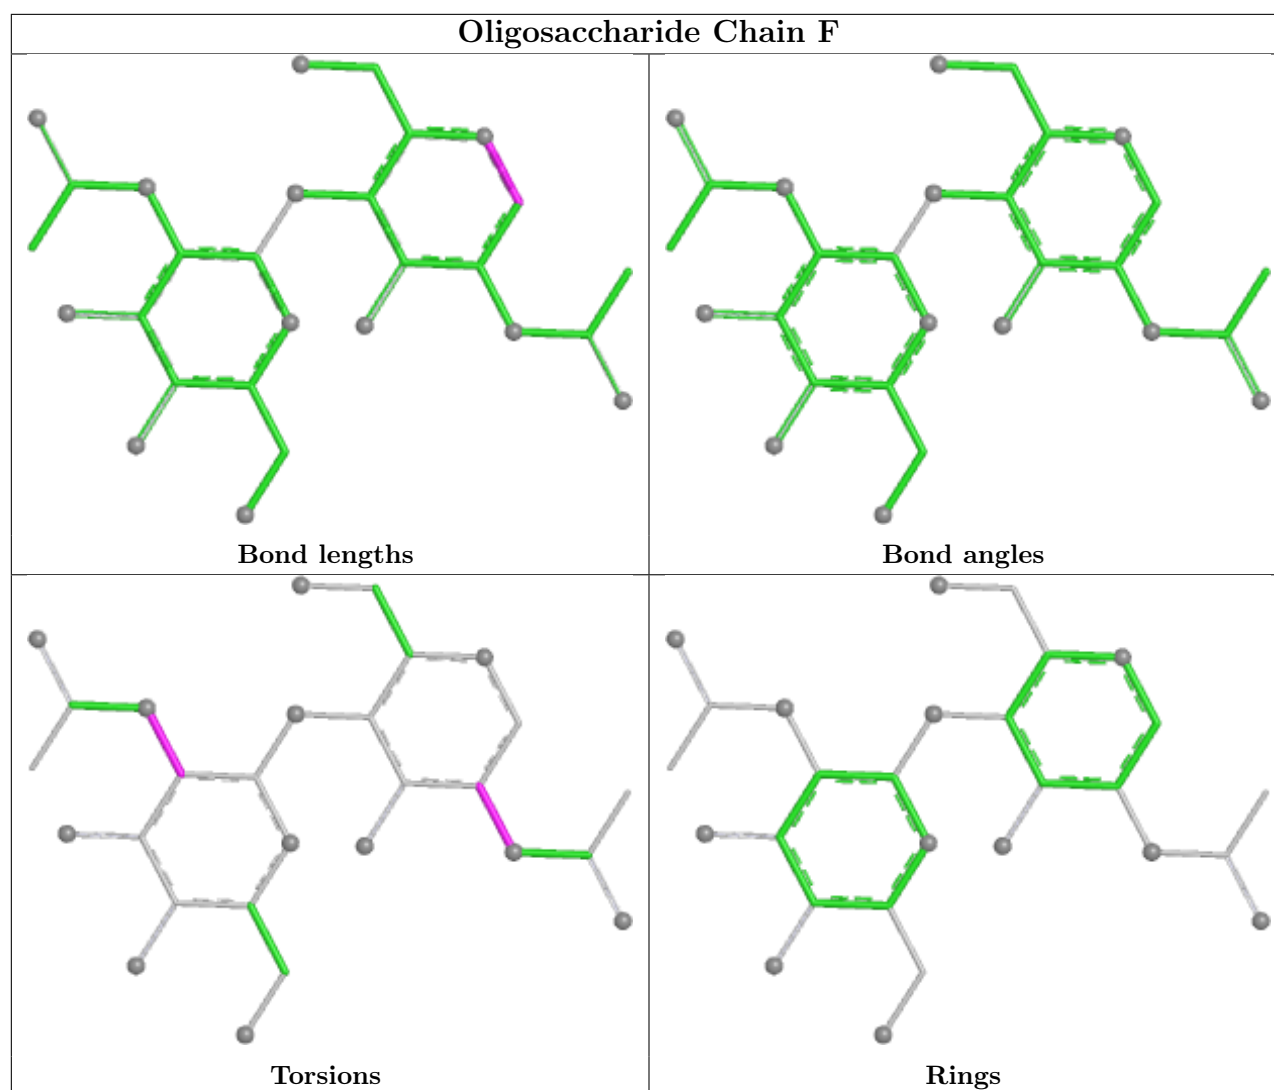 Oligosaccharide Chain F
Bond lengths
Bond angles
Torsions
Rings